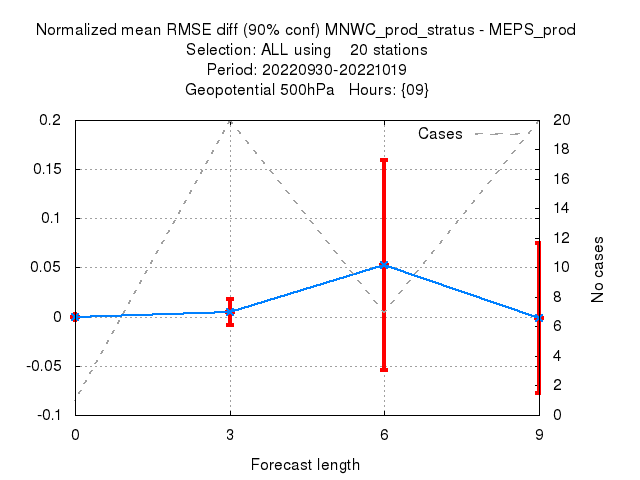 Normalized mean RMSE diff (90% conf) MNWC_prod_stratus - MEPS_prod
Selection: ALL using    20 stations
Period: 20220930-20221019
Geopotential 500hPa   Hours: {09}
Cases
0.2
0.15
0.1
0.05
0
-0.05
-0.1
20
18
16
14
12
10
8
6
4
2
0
No cases
0 3 6 9
Forecast length